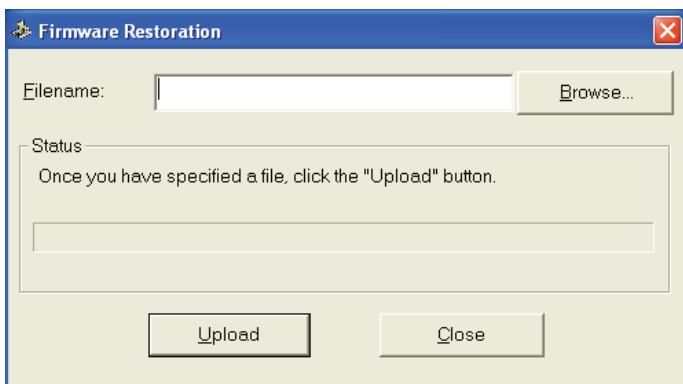 Firmware Restoration
Filename:
Browse...
Status
Once you have specified a file, click the "Upload" button.
Upload
Close